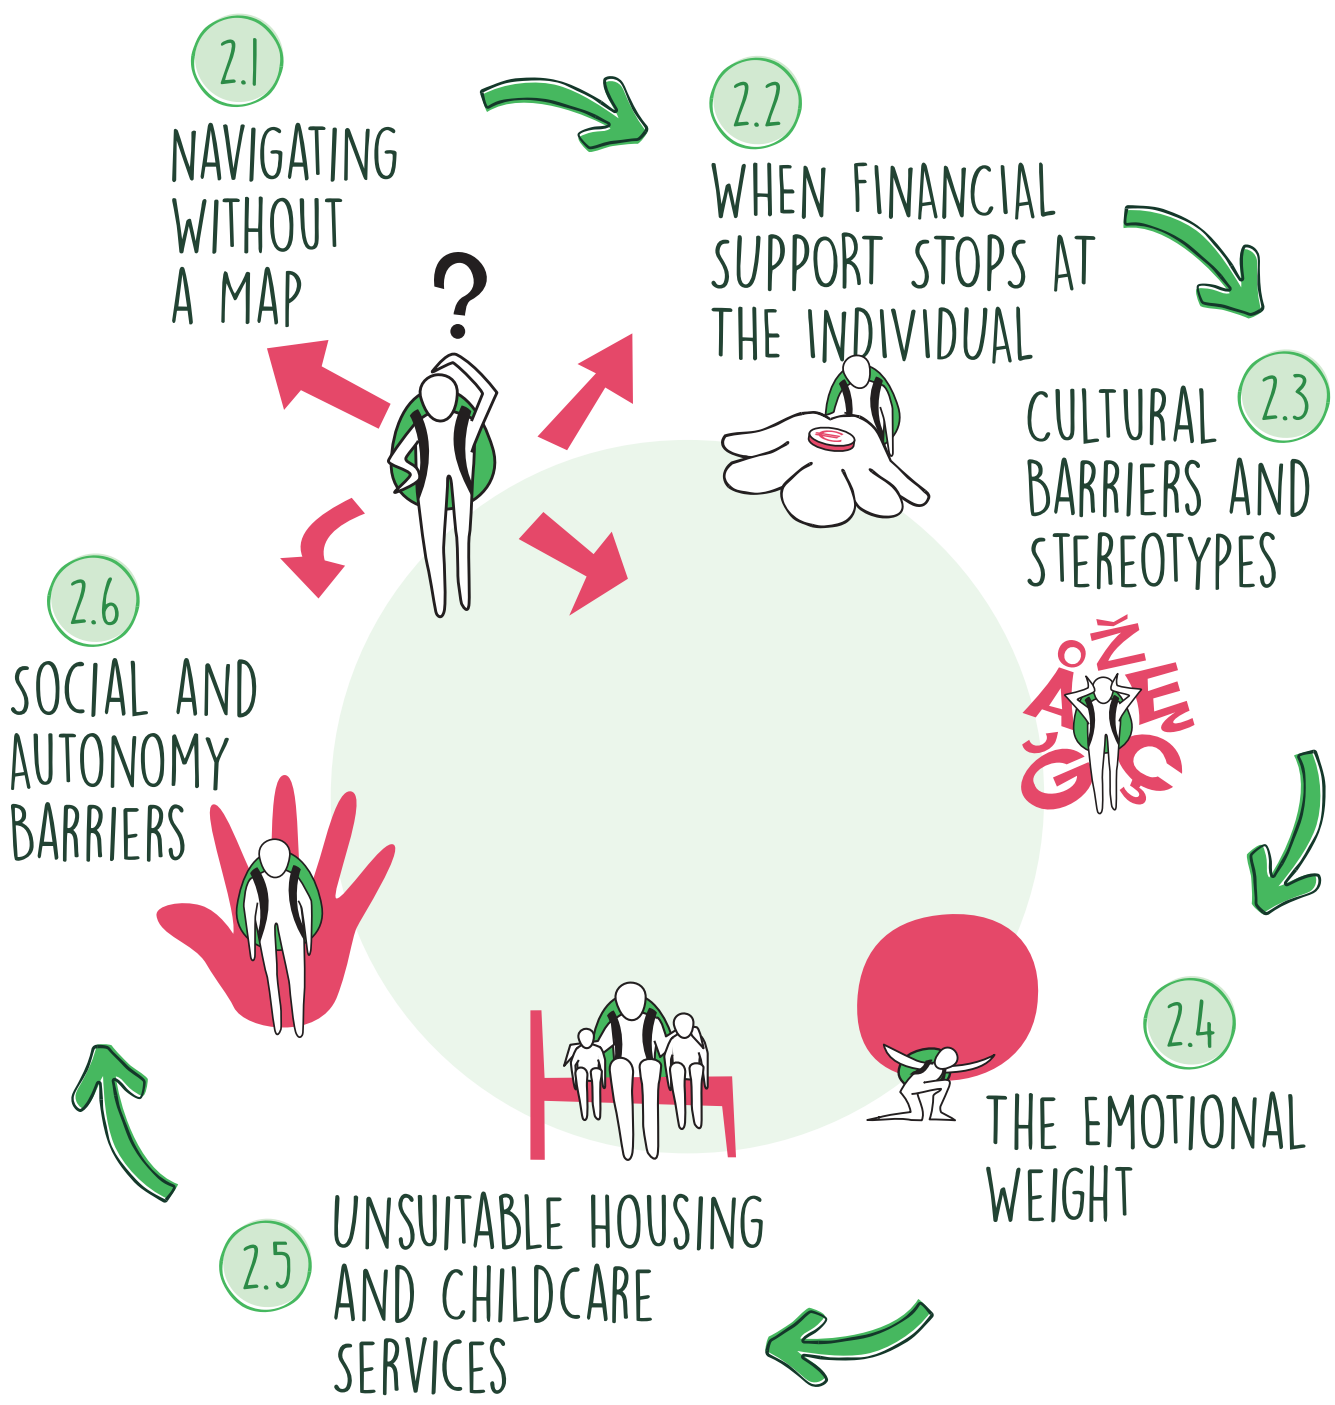 2.1
NAVIGATING
WITHOUT
A MAP
?
2.2
WHEN FINANCIAL
SUPPORT STOPS AT
THE INDIVIDUAL
€
2.3
CULTURAL
BARRIERS AND
STEREOTYPES
Å Ž E Ş Ģ Ç
2.4
THE EMOTIONAL
WEIGHT
2.5
UNSUITABLE HOUSING
AND CHILDCARE
SERVICES
2.6
SOCIAL AND
AUTONOMY
BARRIERS